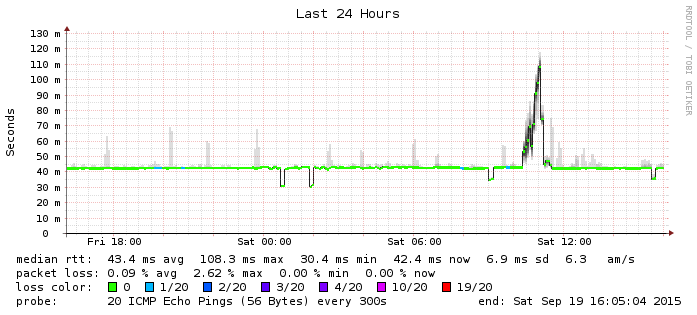 Last 24 Hours
RRDTOOL / TOBI OETIKER
Seconds
130 m
120 m
110 m
100 m
90 m
80 m
70 m
60 m
50 m
40 m
30 m
20 m
10 m
0
Fri 18:00 Sat 00:00 Sat 06:00 Sat 12:00
median rtt: 43.4 ms avg 108.3 ms max 30.4 ms min 42.4 ms now 6.9 ms sd 6.3 am/s
packet loss: 0.09 % avg 2.62 % max 0.00 % min 0.00 % now
loss color: 0 1/20 2/20 3/20 4/20 10/20 19/20
probe: 20 ICMP Echo Pings (56 Bytes) every 300s end: Sat Sep 19 16:05:04 2015